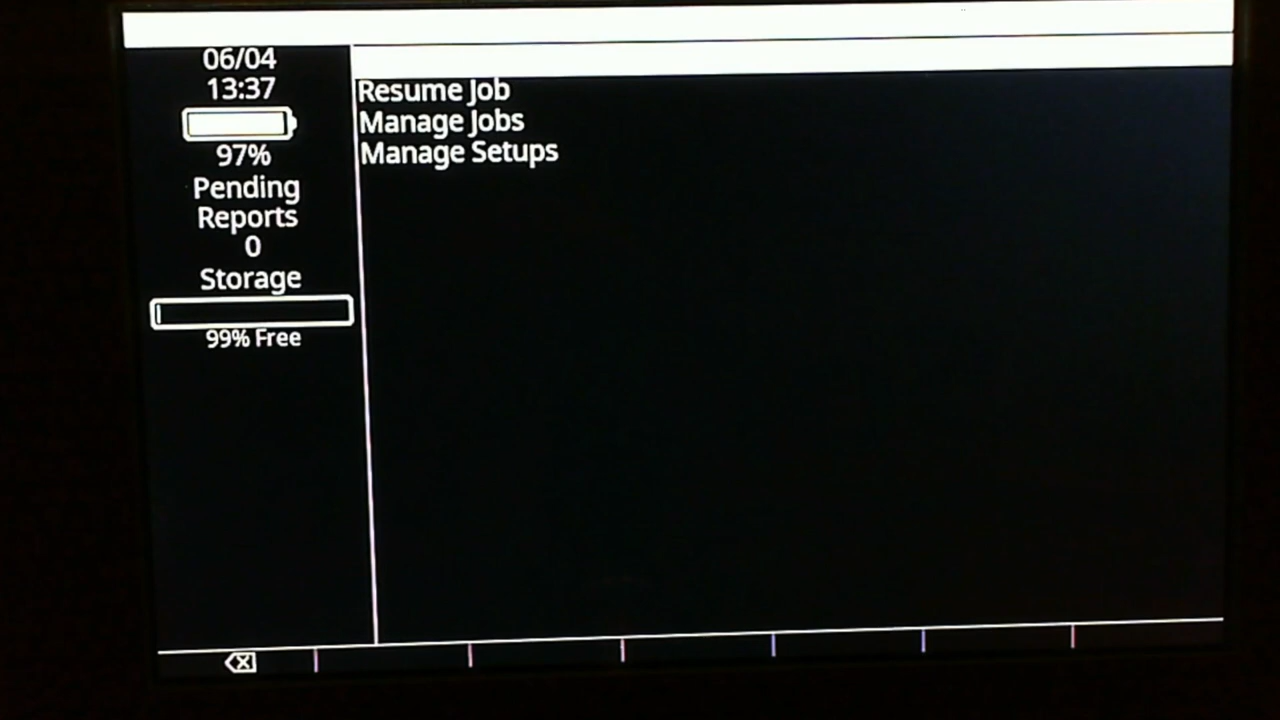 06/04
13:37
97%
Pending
Reports
0
Storage
99% Free
Resume Job
Manage Jobs
Manage Setups